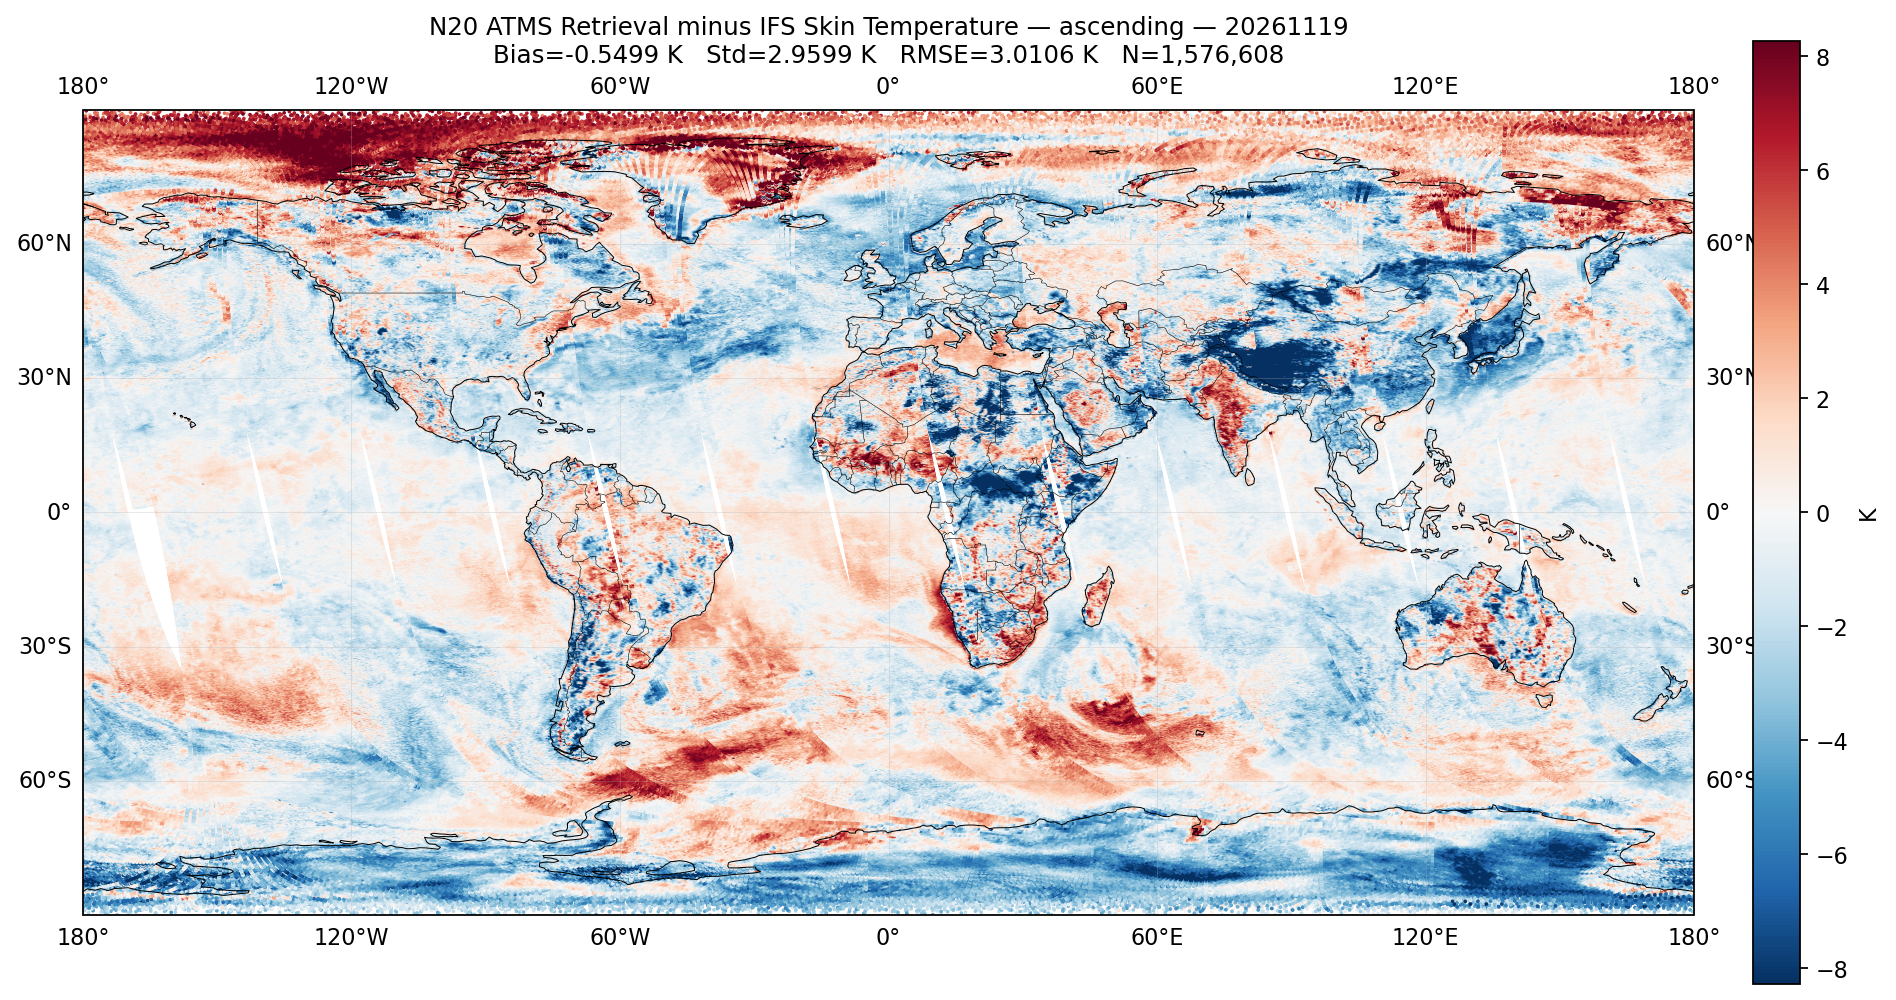 N20 ATMS Retrieval minus IFS Skin Temperature — ascending — 20261119
Bias=-0.5499 K Std=2.9599 K RMSE=3.0106 K N=1,576,608
180° 120°W 60°W 0° 60°E 120°E 180°
60°N 60°N
30°N 30°N
0° 0°
30°S 30°S
60°S 60°S
180° 120°W 60°W 0° 60°E 120°E 180°
8
6
4
2
0
−2
−4
−6
−8
K